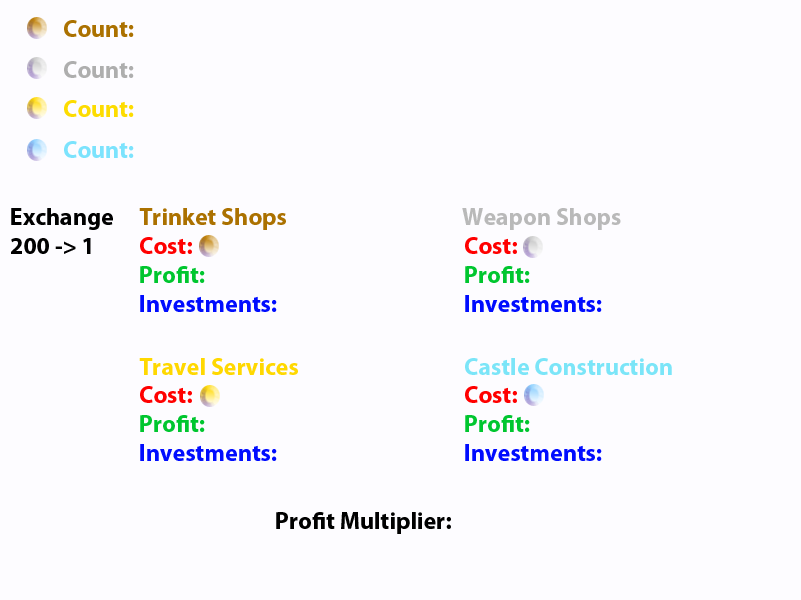 Count:
Count:
Count:
Count:
Exchange
200 -> 1
Trinket Shops
Cost:
Profit:
Investments:
Weapon Shops
Cost:
Profit:
Investments:
Travel Services
Cost:
Profit:
Investments:
Castle Construction
Cost:
Profit:
Investments:
Profit Multiplier: